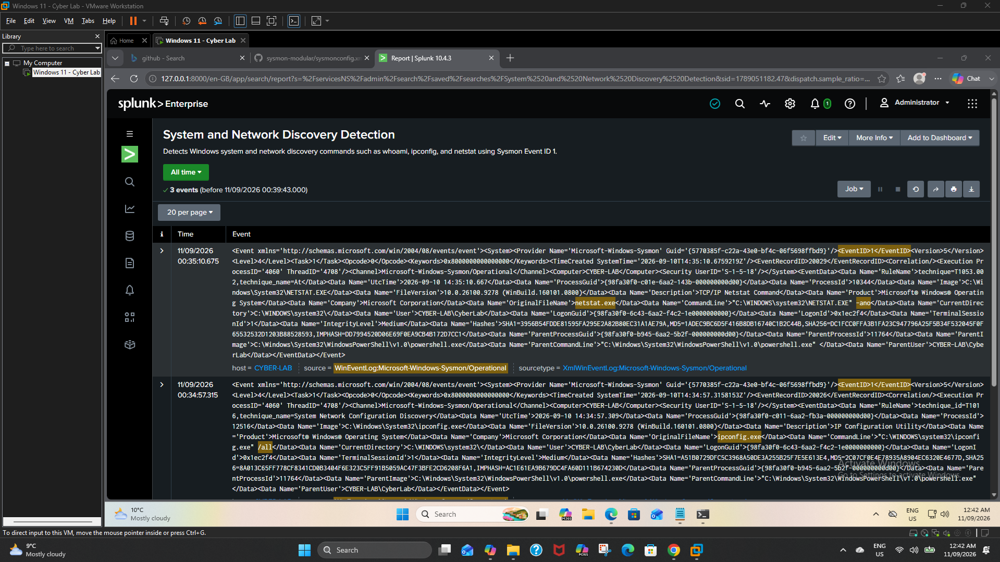 Windows 11 - Cyber Lab - VMware Workstation
File Edit View VM Tabs Help
Library
Type here to search
My Computer
Windows 11 - Cyber Lab
Home
Windows 11 - Cyber Lab
github - Search
sysmon-modular/sysmonconfig.xm
Report | Splunk 10.4.3
127.0.0.1:8000/en-GB/app/search/report?s=%2FservicesNS%2Fadmin%2Fsearch%2Fsaved%2Fsearches%2FSystem%2520and%2520Network%2520Discovery%2520Detection&sid=1789051182.47&dispatch.sample_ratio=...
Chat
splunk>Enterprise
1
Administrator
System and Network Discovery Detection
Edit
More Info
Add to Dashboard
Detects Windows system and network discovery commands such as whoami, ipconfig, and netstat using Sysmon Event ID 1.
All time
3 events (before 11/09/2026 00:39:43.000)
Job
20 per page
i Time Event
11/09/2026
00:35:10.675
<Event xmlns='http://schemas.microsoft.com/win/2004/08/events/event'><System><Provider Name='Microsoft-Windows-Sysmon' Guid='{5770385f-c22a-43e0-bf4c-06f5698ffbd9}'/><EventID>1</EventID><Version>5</Version>
<Level>4</Level><Task>1</Task><Opcode>0</Opcode><Keywords>0x8000000000000000</Keywords><TimeCreated SystemTime='2026-09-10T14:35:10.6759219Z'/><EventRecordID>20029</EventRecordID><Correlation/><Execution Pr
ocessID='4060' ThreadID='4708'/><Channel>Microsoft-Windows-Sysmon/Operational</Channel><Computer>CYBER-LAB</Computer><Security UserID='S-1-5-18'/></System><EventData><Data Name='RuleName'>technique=T1053.00
2,technique_name=At</Data><Data Name='UtcTime'>2026-09-10 14:35:10.667</Data><Data Name='ProcessGuid'>{98fa30f0-c01e-6aa2-143b-000000000d00}</Data><Data Name='ProcessId'>10344</Data><Data Name='Image'>C:\Wi
ndows\System32\NETSTAT.EXE</Data><Data Name='FileVersion'>10.0.26100.9278 (WinBuild.160101.0800)</Data><Data Name='Description'>TCP/IP Netstat Command</Data><Data Name='Product'>Microsoft® Windows® Operatin
g System</Data><Data Name='Company'>Microsoft Corporation</Data><Data Name='OriginalFileName'>netstat.exe</Data><Data Name='CommandLine'>"C:\WINDOWS\system32\NETSTAT.EXE" -ano</Data><Data Name='CurrentDirec
tory'>C:\WINDOWS\system32\</Data><Data Name='User'>CYBER-LAB\CyberLab</Data><Data Name='LogonGuid'>{98fa30f0-6c43-6aa2-f4c2-1e0000000000}</Data><Data Name='LogonId'>0x1ec2f4</Data><Data Name='TerminalSessio
nId'>1</Data><Data Name='IntegrityLevel'>Medium</Data><Data Name='Hashes'>SHA1=3956B54FDDE81595FA295E2A82B80EC31A1AE79A,MD5=1ADEC9BC6D5F416B8DB16740C1B2C44B,SHA256=DC1FCC0FFA3B1FA23C947796A25F5B34F532045F0F
65532532D1203B88528593,IMPHASH=DD7994520D06E69F0EA9CB4B172D7CC1</Data><Data Name='ParentProcessGuid'>{98fa30f0-b945-6aa2-5b2f-000000000d00}</Data><Data Name='ParentProcessId'>11764</Data><Data Name='ParentI
mage'>C:\Windows\System32\WindowsPowerShell\v1.0\powershell.exe</Data><Data Name='ParentCommandLine'>"C:\Windows\System32\WindowsPowerShell\v1.0\powershell.exe" </Data><Data Name='ParentUser'>CYBER-LAB\Cybe
rLab</Data></EventData></Event>
host = CYBER-LAB source = WinEventLog:Microsoft-Windows-Sysmon/Operational sourcetype = XmlWinEventLog:Microsoft-Windows-Sysmon/Operational
11/09/2026
00:34:57.315
<Event xmlns='http://schemas.microsoft.com/win/2004/08/events/event'><System><Provider Name='Microsoft-Windows-Sysmon' Guid='{5770385f-c22a-43e0-bf4c-06f5698ffbd9}'/><EventID>1</EventID><Version>5</Version>
<Level>4</Level><Task>1</Task><Opcode>0</Opcode><Keywords>0x8000000000000000</Keywords><TimeCreated SystemTime='2026-09-10T14:34:57.3158153Z'/><EventRecordID>20026</EventRecordID><Correlation/><Execution Pr
ocessID='4060' ThreadID='4708'/><Channel>Microsoft-Windows-Sysmon/Operational</Channel><Computer>CYBER-LAB</Computer><Security UserID='S-1-5-18'/></System><EventData><Data Name='RuleName'>technique_id=T101
6,technique_name=System Network Configuration Discovery</Data><Data Name='UtcTime'>2026-09-10 14:34:57.309</Data><Data Name='ProcessGuid'>{98fa30f0-c011-6aa2-fb3a-000000000d00}</Data><Data Name='ProcessId'>
12516</Data><Data Name='Image'>C:\Windows\System32\ipconfig.exe</Data><Data Name='FileVersion'>10.0.26100.9278 (WinBuild.160101.0800)</Data><Data Name='Description'>IP Configuration Utility</Data><Data Name
='Product'>Microsoft® Windows® Operating System</Data><Data Name='Company'>Microsoft Corporation</Data><Data Name='OriginalFileName'>ipconfig.exe</Data><Data Name='CommandLine'>"C:\WINDOWS\system32\ipconfi
g.exe" /all</Data><Data Name='CurrentDirectory'>C:\WINDOWS\system32\</Data><Data Name='User'>CYBER-LAB\CyberLab</Data><Data Name='LogonGuid'>{98fa30f0-6c43-6aa2-f4c2-1e0000000000}</Data><Data Name='LogonI
d'>0x1ec2f4</Data><Data Name='TerminalSessionId'>1</Data><Data Name='IntegrityLevel'>Medium</Data><Data Name='Hashes'>SHA1=A51B0729DFC5C3968A50DE3A255B25F7E5E613E4,MD5=2C07CF0E4E78935A8904EC6320E4677D,SHA25
6=8A013C65FF778CF8341CD0B3404F6E323C5FF91B5059AC47F3BFE2CD6208F6A1,IMPHASH=AC1E61EA9B679DC4FA60D111B674230D</Data><Data Name='ParentProcessGuid'>{98fa30f0-b945-6aa2-5b2f-000000000d00}</Data><Data Name='Pare
ntProcessId'>11764</Data><Data Name='ParentImage'>C:\Windows\System32\WindowsPowerShell\v1.0\powershell.exe</Data><Data Name='ParentCommandLine'>"C:\Windows\System32\WindowsPowerShell\v1.0\powershell.exe"
</Data><Data Name='ParentUser'>CYBER-LAB\CyberLab</Data></EventData></Event>
Activate Windows
Go to Settings to activate Windows.
10°C
Mostly cloudy
Search
M365
ENG
US
12:42 AM
11/09/2026
To direct input to this VM, move the mouse pointer inside or press Ctrl+G.
9°C
Mostly cloudy
Search
M365
ENG
US
12:42 AM
11/09/2026